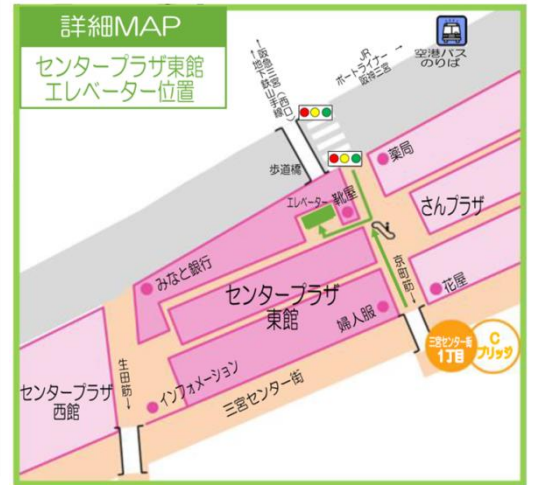 詳細MAP
センタープラザ東館
エレベーター位置
↑阪急三宮(西口)
↑地下鉄山手線
JR →
ポートライナー
阪神三宮
空港バス
のりば
歩道橋
薬局
エレベーター
靴屋
さんプラザ
みなと銀行
センタープラザ
東館
京町筋→
花屋
婦人服
三宮センター街
1丁目
C
ブリッジ
生田筋→
センタープラザ
西館
インフォメーション
三宮センター街